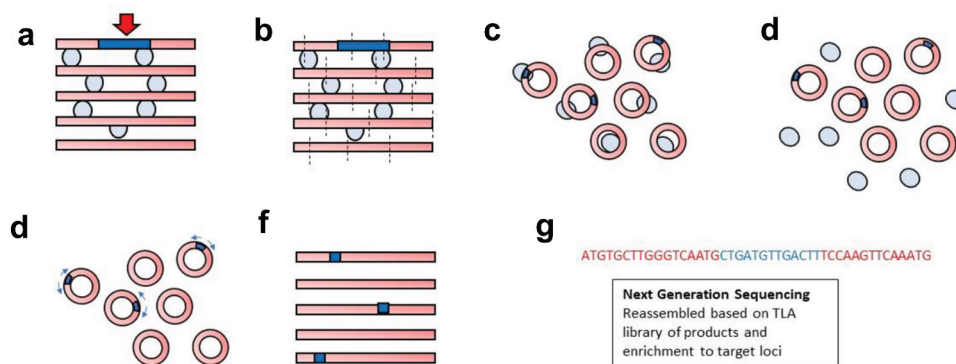 a
b
c
d
d
f
g
ATGTGCTTGGGTCAATGCTGATGTTGACTTTCCAAGTTCAAATG
Next Generation Sequencing
Reassembled based on TLA
library of products and
enrichment to target loci